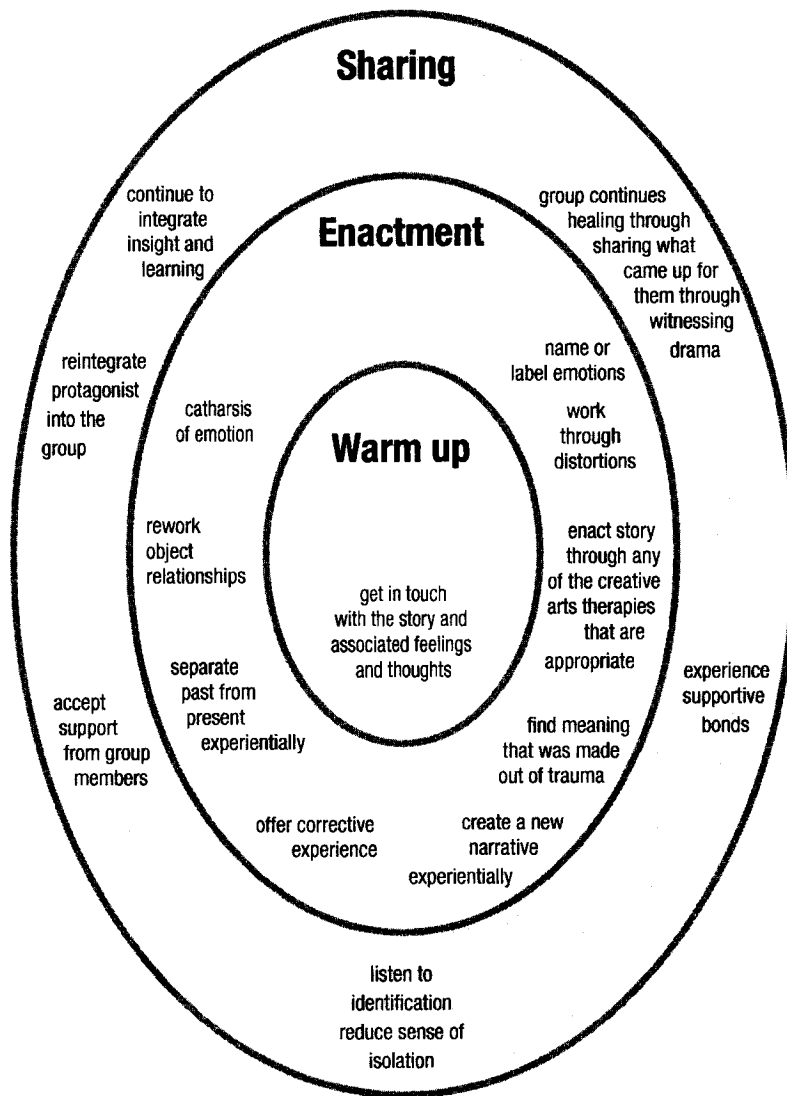 Sharing
continue to
integrate
insight and
learning
group continues
healing through
sharing what
came up for
them through
witnessing
drama
reintegrate
protagonist
into the
group
Enactment
name or
label emotions
catharsis
of emotion
work
through
distortions
Warm up
rework
object
relationships
enact story
through any
of the creative
arts therapies
that are
appropriate
get in touch
with the story and
associated feelings
and thoughts
separate
past from
present
experientially
accept
support
from group
members
experience
supportive
bonds
find meaning
that was made
out of trauma
offer corrective
experience
create a new
narrative
experientially
listen to
identification
reduce sense of
isolation